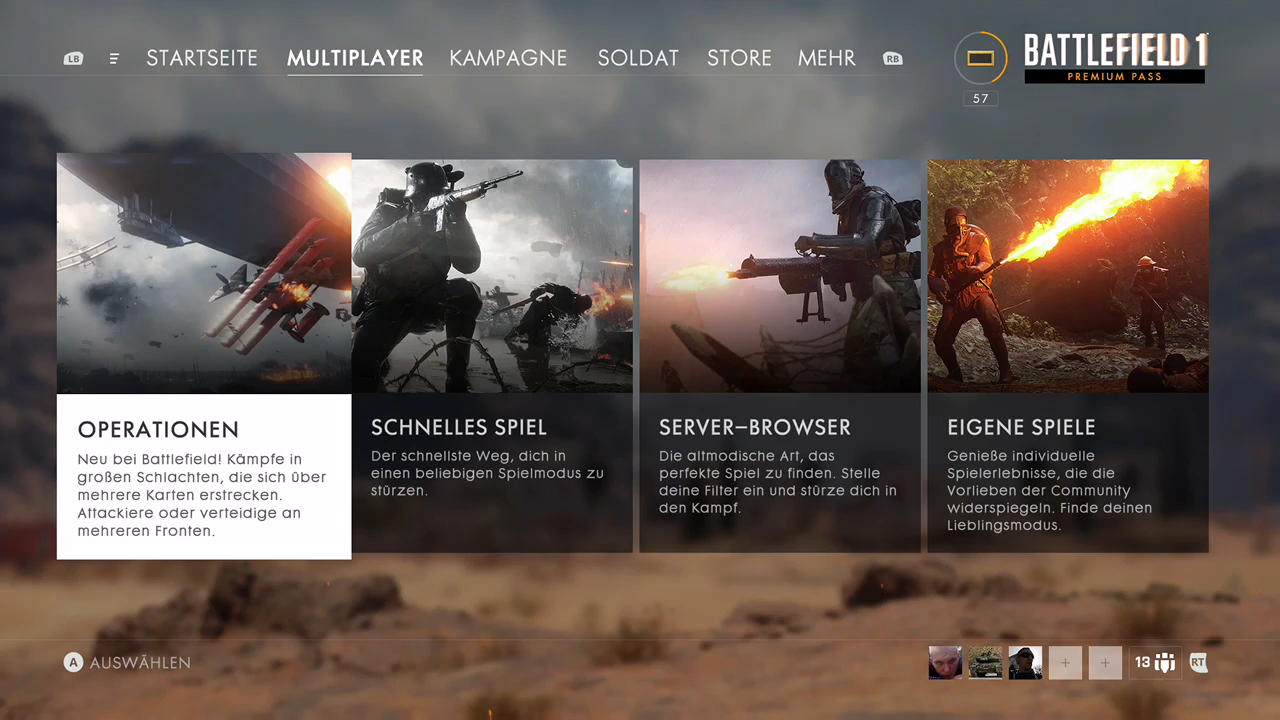 LB STARTSEITE MULTIPLAYER KAMPAGNE SOLDAT STORE MEHR RB
BATTLEFIELD 1
PREMIUM PASS
57
OPERATIONEN
Neu bei Battlefield! Kämpfe in
großen Schlachten, die sich über
mehrere Karten erstrecken.
Attackiere oder verteidige an
mehreren Fronten.
SCHNELLES SPIEL
Der schnellste Weg, dich in
einen beliebigen Spielmodus zu
stürzen.
SERVER-BROWSER
Die altmodische Art, das
perfekte Spiel zu finden. Stelle
deine Filter ein und stürze dich in
den Kampf.
EIGENE SPIELE
Genieße individuelle
Spielerlebnisse, die die
Vorlieben der Community
widerspiegeln. Finde deinen
Lieblingsmodus.
A AUSWÄHLEN
13 RT